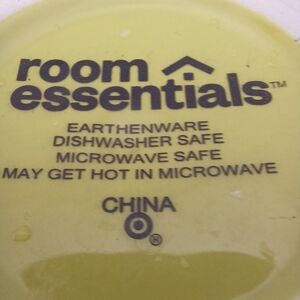 room
essentials™
EARTHENWARE
DISHWASHER SAFE
MICROWAVE SAFE
MAY GET HOT IN MICROWAVE
CHINA
®